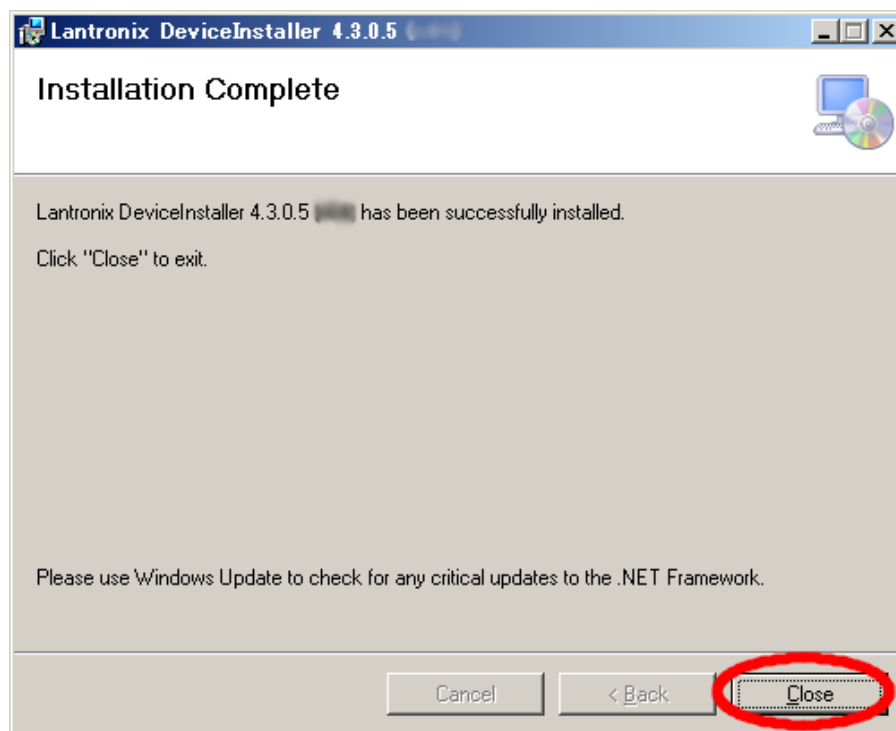 Lantronix DeviceInstaller 4.3.0.5
Installation Complete
Lantronix DeviceInstaller 4.3.0.5 has been successfully installed.
Click "Close" to exit.
Please use Windows Update to check for any critical updates to the .NET Framework.
Cancel
< Back
Close